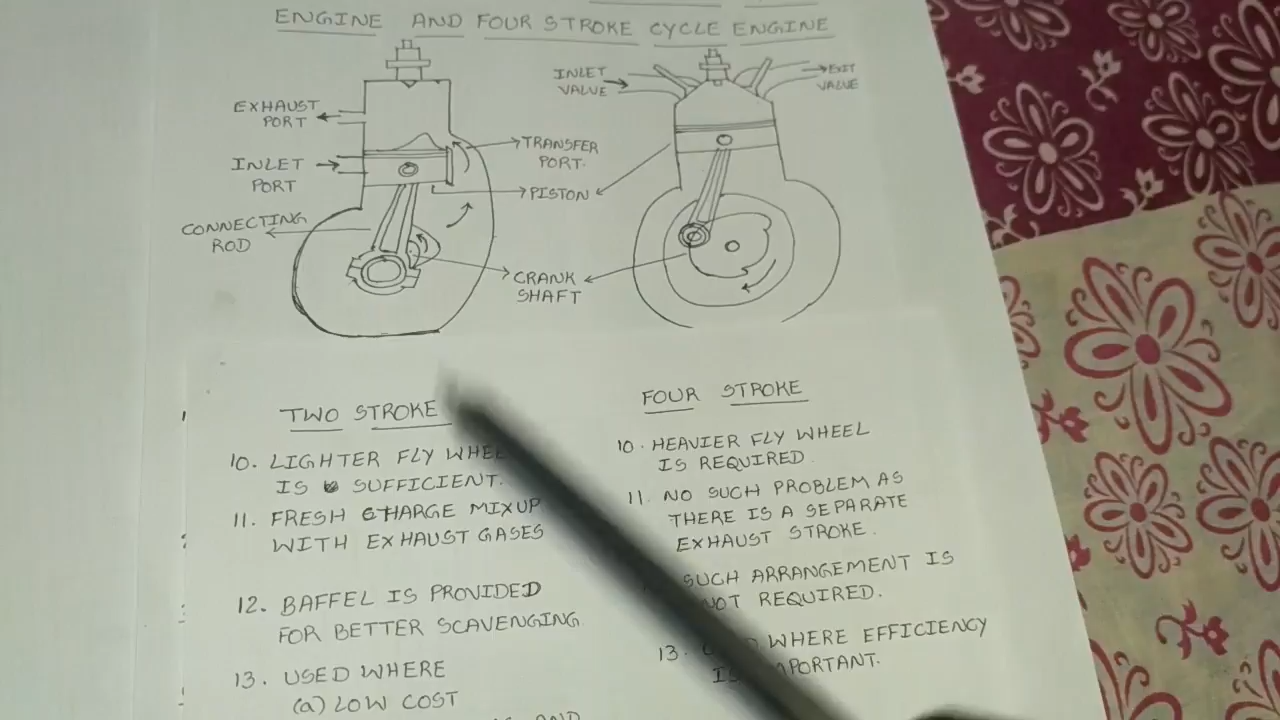 ENGINE AND FOUR STROKE CYCLE ENGINE
EXHAUST
PORT
INLET
PORT
CONNECTING
ROD
TRANSFER
PORT.
PISTON
CRANK
SHAFT
INLET
VALVE
EXIT
VALVE
TWO STROKE
10. LIGHTER FLY
IS SUFFICIENT.
11. FRESH CHARGE MIXUP
WITH EXHAUST GASES
12. BAFFEL IS PROVIDED
FOR BETTER SCAVENGING
13. USED WHERE
(a) LOW COST
AND
FOUR STROKE
10. HEAVIER FLY WHEEL
IS REQUIRED
11. NO SUCH PROBLEM AS
THERE IS A SEPARATE
EXHAUST STROKE.
SUCH ARRANGEMENT IS
NOT REQUIRED.
13. WHERE EFFICIENCY
IS